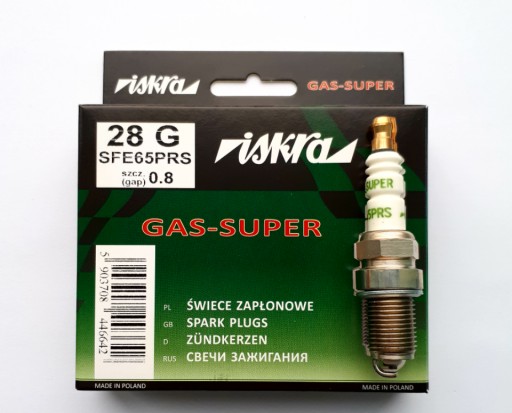 iskra
GAS-SUPER
28 G
SFE65PRS
szcz.
(gap) 0.8
iskra
SUPER
5PRS
GAS-SUPER
5 903708 445642
PL ŚWIECE ZAPŁONOWE
GB SPARK PLUGS
D ZÜNDKERZEN
RUS СВЕЧИ ЗАЖИГАНИЯ
MADE IN POLAND
MADE IN POLAND